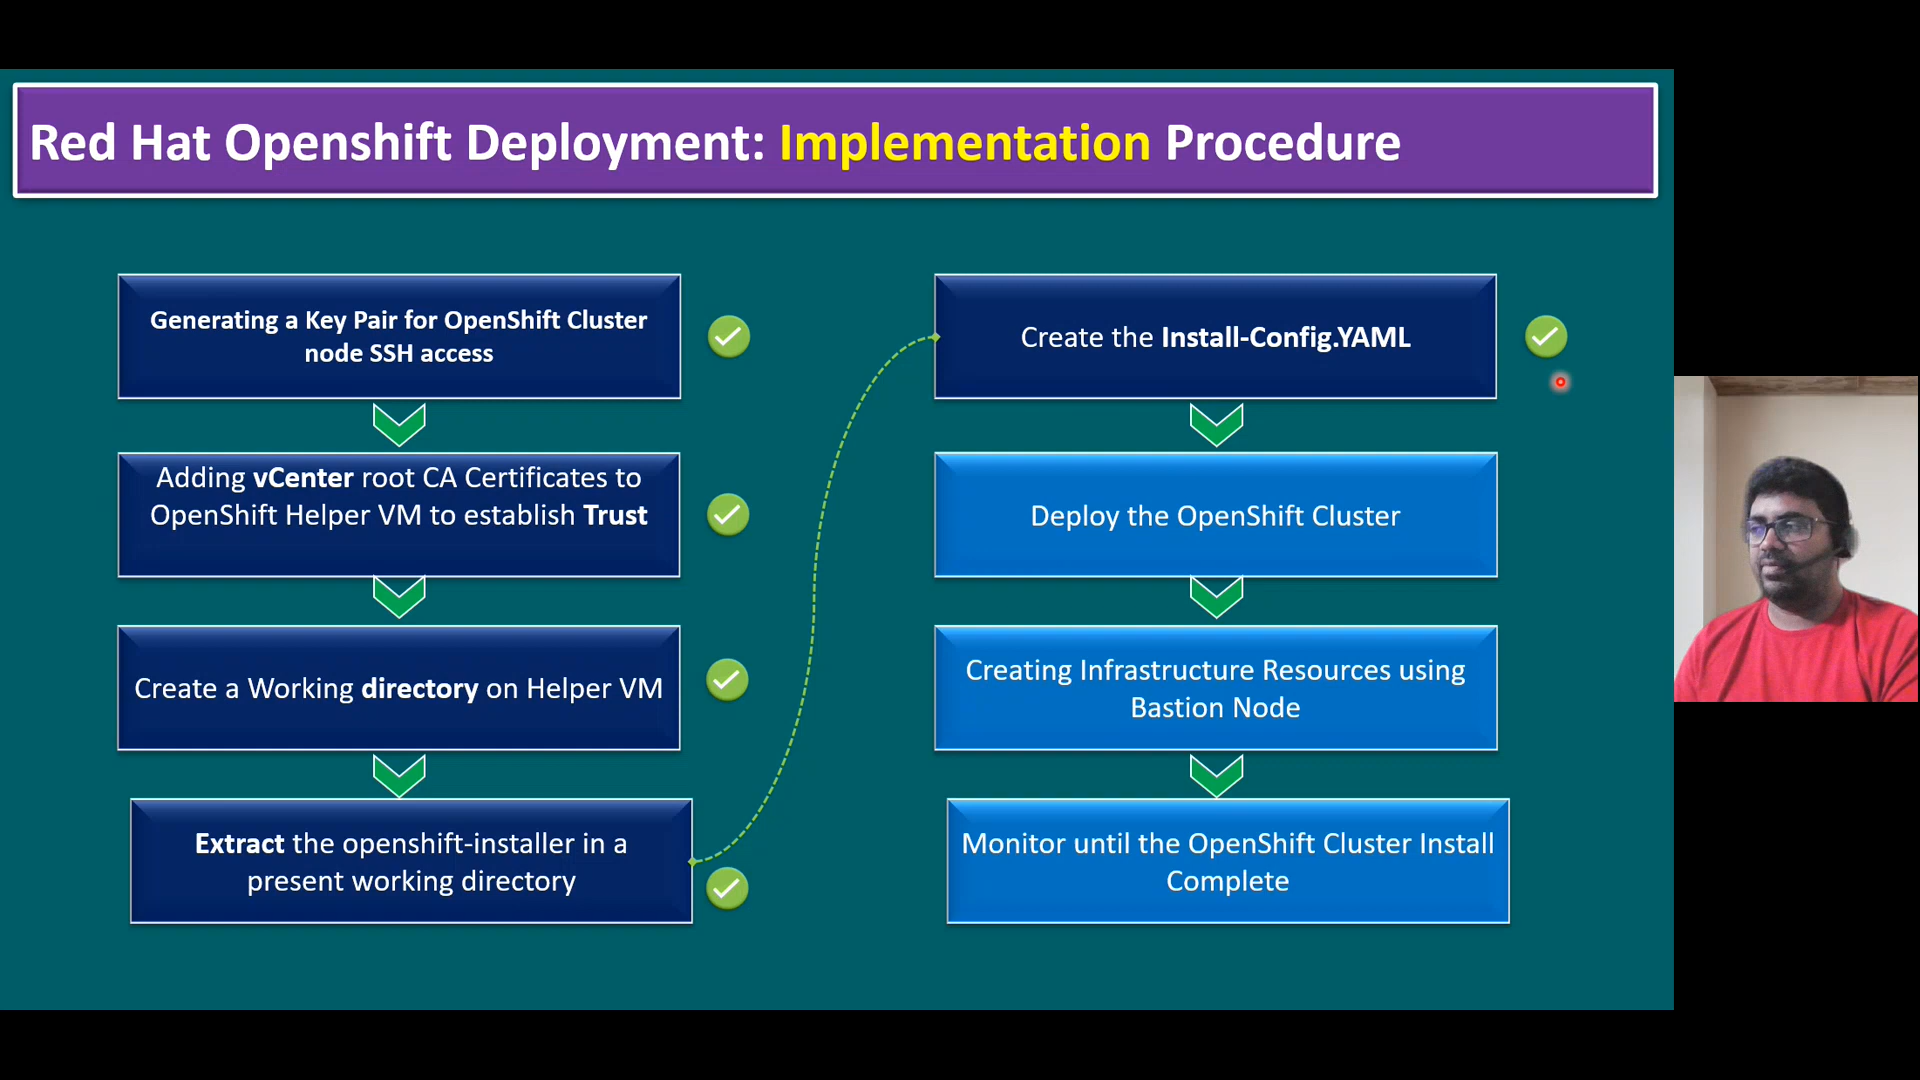 Red Hat Openshift Deployment: Implementation Procedure
Generating a Key Pair for OpenShift Cluster
node SSH access
Adding vCenter root CA Certificates to
OpenShift Helper VM to establish Trust
Create a Working directory on Helper VM
Extract the openshift-installer in a
present working directory
Create the Install-Config.YAML
Deploy the OpenShift Cluster
Creating Infrastructure Resources using
Bastion Node
Monitor until the OpenShift Cluster Install
Complete